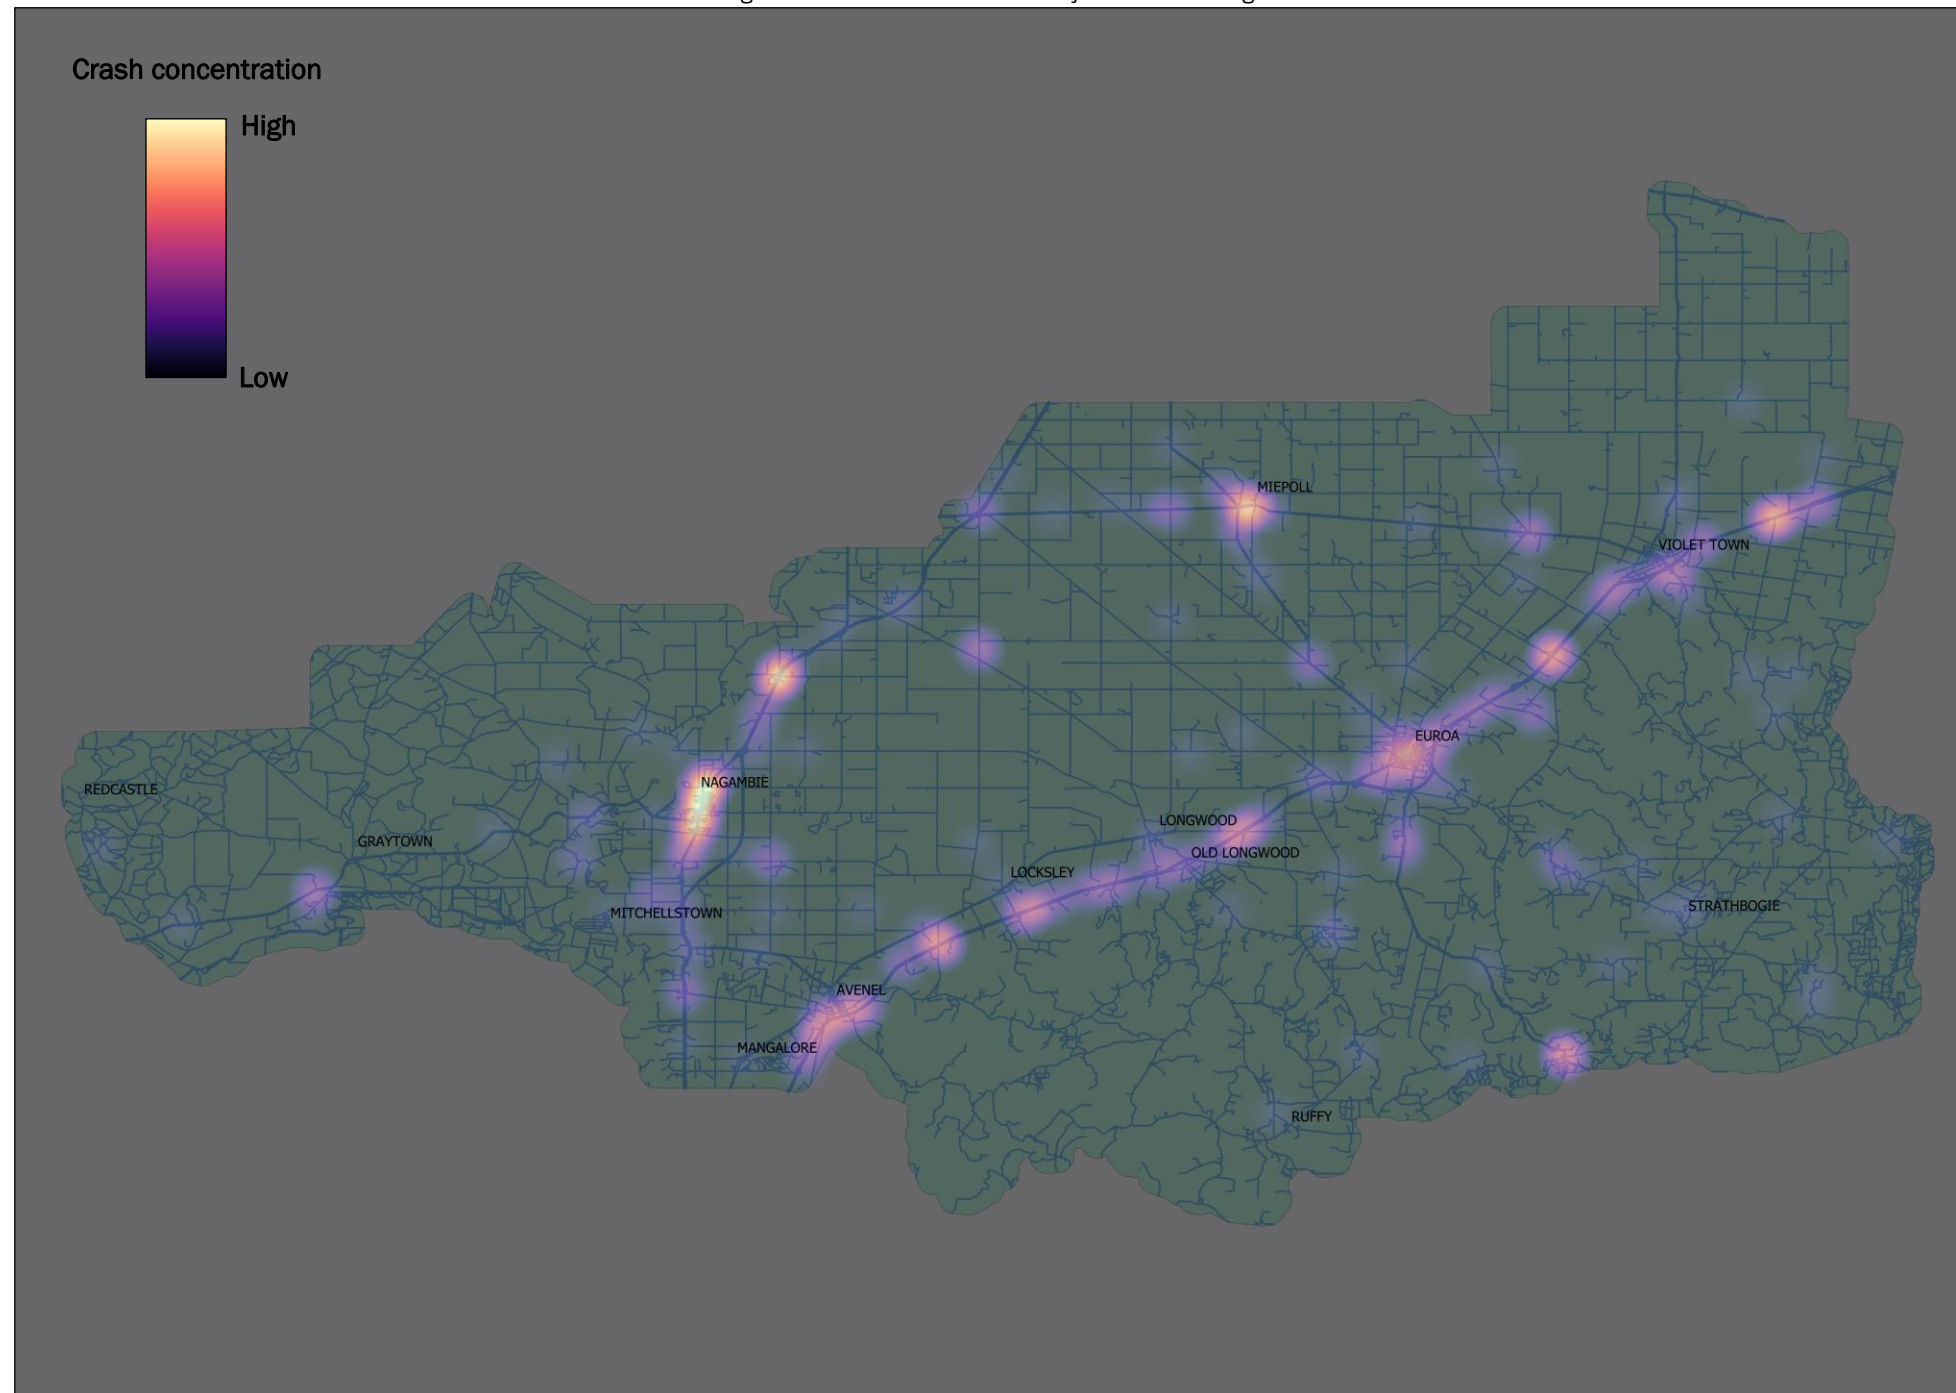 Crash concentration
High
Low
MIEPOLL
VIOLET TOWN
EUROA
NAGAMBIE
REDCASTLE
LONGWOOD
GRAYTOWN
OLD LONGWOOD
LOCKSLEY
STRATHBOGIE
MITCHELLSTOWN
AVENEL
MANGALORE
RUFFY